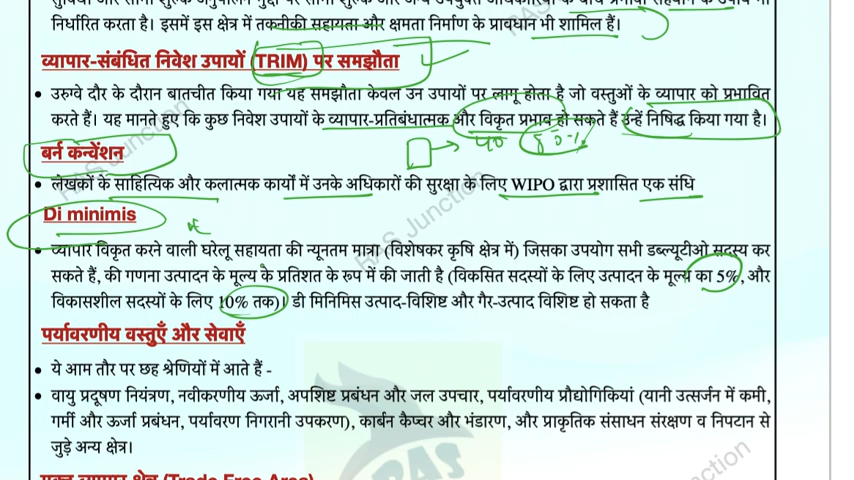 निर्धारित करता है। इसमें इस क्षेत्र में तकनीकी सहायता और क्षमता निर्माण के प्रावधान भी शामिल हैं।
व्यापार-संबंधित निवेश उपायों (TRIM) पर समझौता
• उरुग्वे दौर के दौरान बातचीत किया गया यह समझौता केवल उन उपायों पर लागू होता है जो वस्तुओं के व्यापार को प्रभावित
करते हैं। यह मानते हुए कि कुछ निवेश उपायों के व्यापार-प्रतिबंधात्मक और विकृत प्रभाव हो सकते हैं उन्हें निषिद्ध किया गया है।
बर्न कन्वेंशन
• लेखकों के साहित्यिक और कलात्मक कार्यों में उनके अधिकारों की सुरक्षा के लिए WIPO द्वारा प्रशासित एक संधि
Di minimis
• व्यापार विकृत करने वाली घरेलू सहायता की न्यूनतम मात्रा (विशेषकर कृषि क्षेत्र में) जिसका उपयोग सभी डब्ल्यूटीओ सदस्य कर
सकते हैं, की गणना उत्पादन के मूल्य के प्रतिशत के रूप में की जाती है (विकसित सदस्यों के लिए उत्पादन के मूल्य का 5%, और
विकासशील सदस्यों के लिए 10% तक)। डी मिनिमिस उत्पाद-विशिष्ट और गैर-उत्पाद विशिष्ट हो सकता है
पर्यावरणीय वस्तुएँ और सेवाएँ
• ये आम तौर पर छह श्रेणियों में आते हैं -
• वायु प्रदूषण नियंत्रण, नवीकरणीय ऊर्जा, अपशिष्ट प्रबंधन और जल उपचार, पर्यावरणीय प्रौद्योगिकियां (यानी उत्सर्जन में कमी,
गर्मी और ऊर्जा प्रबंधन, पर्यावरण निगरानी उपकरण), कार्बन कैप्चर और भंडारण, और प्राकृतिक संसाधन संरक्षण व निपटान से
जुड़े अन्य क्षेत्र।
(Trade Free Area)
RAS Junction
RAS